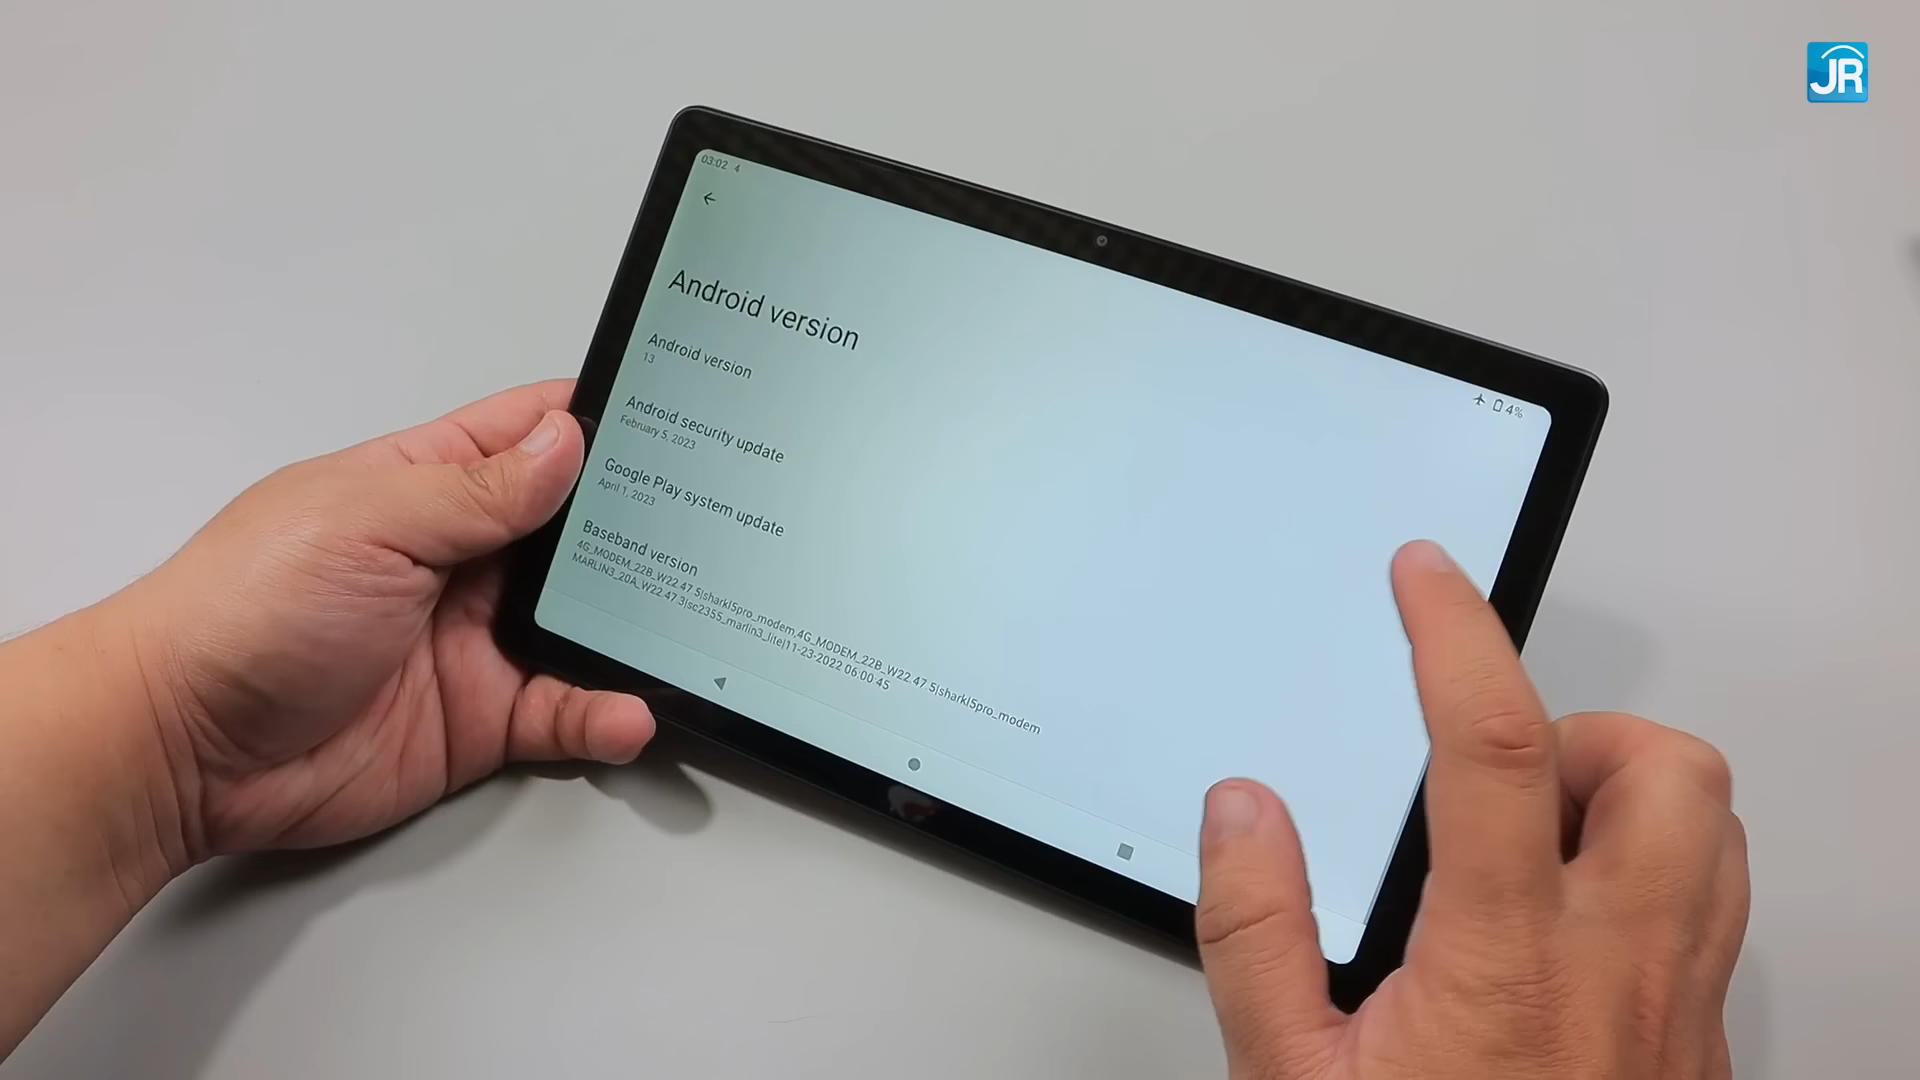 JR
03:02 4
4%
Android version
Android version
13
Android security update
February 5, 2023
Google Play system update
April 1, 2023
Baseband version
4G_MODEM_22B_W22.47.5|sharkl5pro_modem,4G_MODEM_22B_W22.47.5|sharkl5pro_modem
MARLIN3_20A_W22.47.3|sc2355_marlin3_lite|11-23-2022 06:00:45